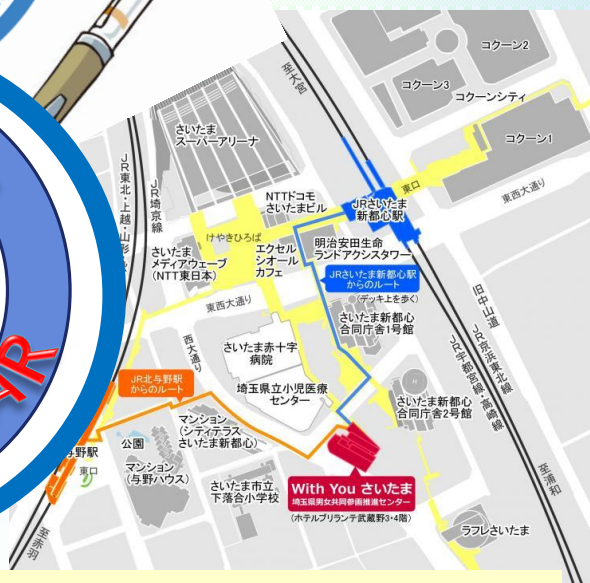 コクーン2
コクーン3
コクーンシティ
コクーン1
至大宮
さいたま
スーパーアリーナ
JR東北・上越・山形
JR埼京線
NTTドコモ
さいたまビル
JRさいたま
新都心駅
東口
東西大通り
けやきひろば
さいたま
メディアウェーブ
(NTT東日本)
エクセル
シオール
カフェ
明治安田生命
ランドアクシスタワー
JRさいたま新都心駅
からのルート
(デッキ上を歩く)
東西大通り
西大通り
さいたま新都心
合同庁舎1号館
旧中山道
JR京浜東北線
JR宇都宮線・高崎線
さいたま赤十字
病院
埼玉県立小児医療
センター
JR北与野駅
からのルート
さいたま新都心
合同庁舎2号館
H
マンション
(シティテラス
さいたま新都心)
公園
与野駅
東口
マンション
(与野ハウス)
さいたま市立
下落合小学校
With You さいたま
埼玉県男女共同参画推進センター
(ホテルブリランテ武蔵野3・4階)
至浦和
ラフレさいたま
至赤羽